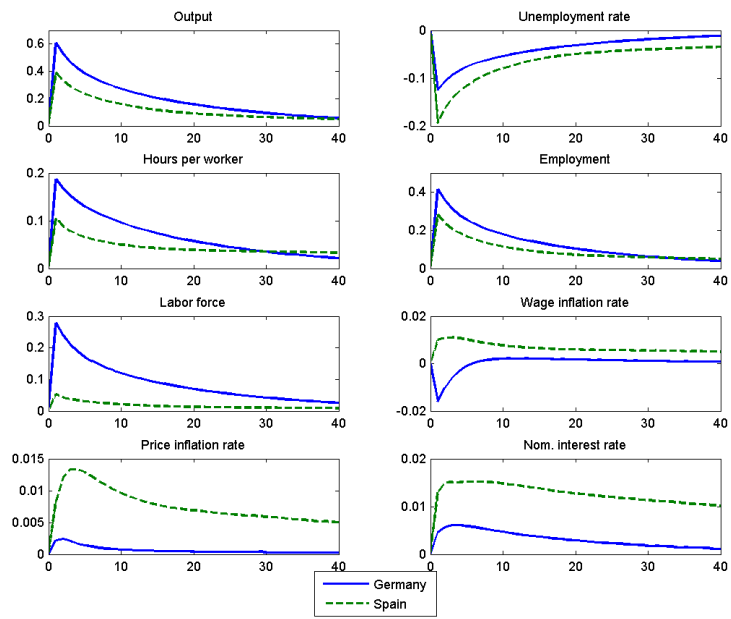 Output
0.6
0.4
0.2
0
0 10 20 30 40
Unemployment rate
0
-0.1
-0.2
0 10 20 30 40
Hours per worker
0.2
0.1
0
0 10 20 30 40
Employment
0.4
0.2
0
0 10 20 30 40
Labor force
0.3
0.2
0.1
0
0 10 20 30 40
Wage inflation rate
0.02
0
-0.02
0 10 20 30 40
Price inflation rate
0.015
0.01
0.005
0
0 10 20 30 40
Nom. interest rate
0.02
0.01
0
0 10 20 30 40
Germany
Spain